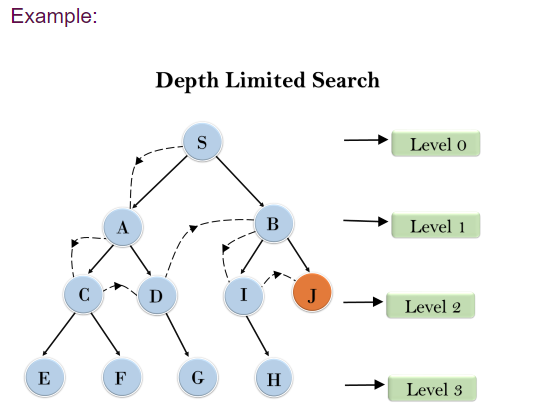 Example:
Depth Limited Search
S
Level 0
A
B
Level 1
C
D
I
J
Level 2
E
F
G
H
Level 3